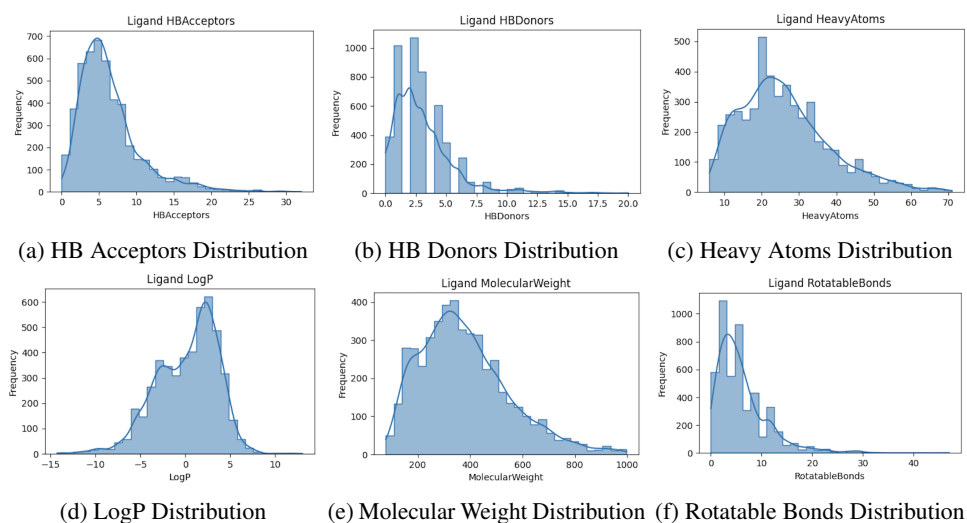 Ligand HBAcceptors
Frequency
700
600
500
400
300
200
100
0
0 5 10 15 20 25 30
HBAcceptors
(a) HB Acceptors Distribution
Ligand HBDonors
Frequency
1000
800
600
400
200
0
0.0 2.5 5.0 7.5 10.0 12.5 15.0 17.5 20.0
HBDonors
(b) HB Donors Distribution
Ligand HeavyAtoms
Frequency
500
400
300
200
100
0
10 20 30 40 50 60 70
HeavyAtoms
(c) Heavy Atoms Distribution
Ligand LogP
Frequency
600
500
400
300
200
100
0
−15 −10 −5 0 5 10
LogP
(d) LogP Distribution
Ligand MolecularWeight
Frequency
400
300
200
100
0
200 400 600 800 1000
MolecularWeight
(e) Molecular Weight Distribution
Ligand RotatableBonds
Frequency
1000
800
600
400
200
0
0 10 20 30 40
RotatableBonds
(f) Rotatable Bonds Distribution